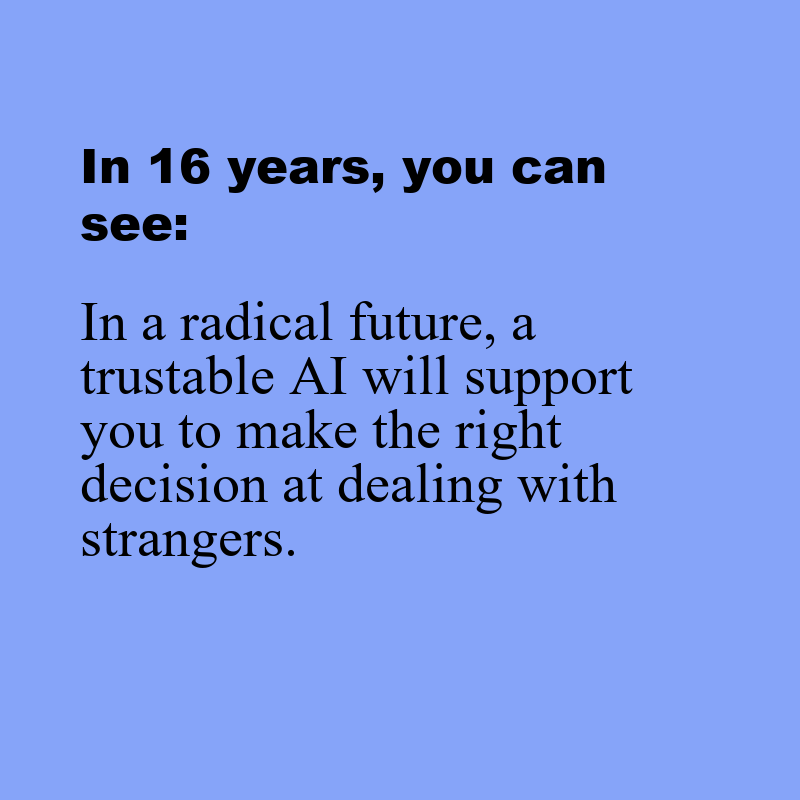 In 16 years, you can
see:
In a radical future, a
trustable AI will support
you to make the right
decision at dealing with
strangers.